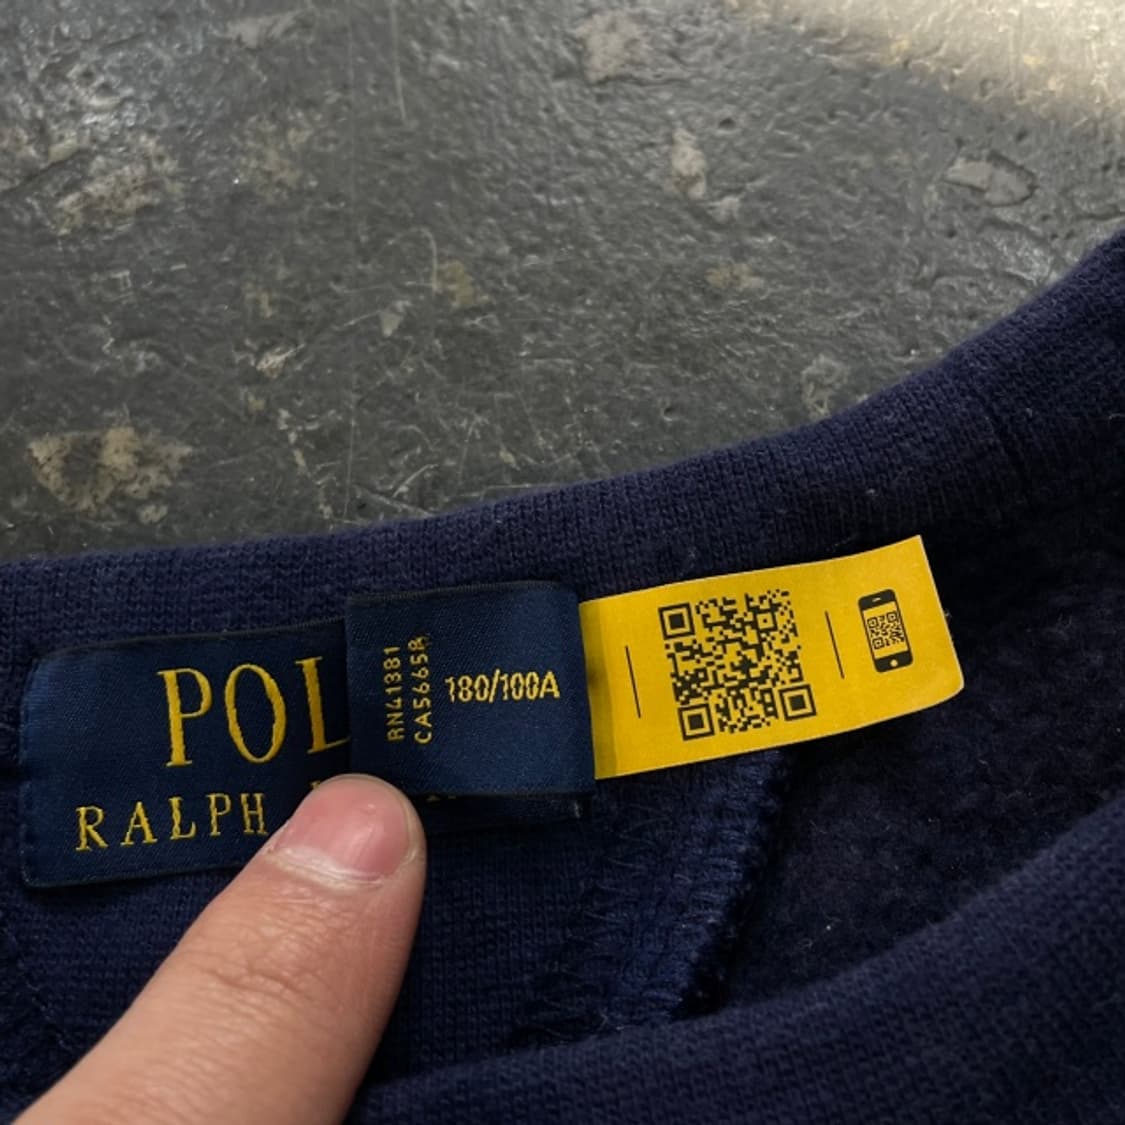 POL
RALPH
RN41381
CA56658
180/100A